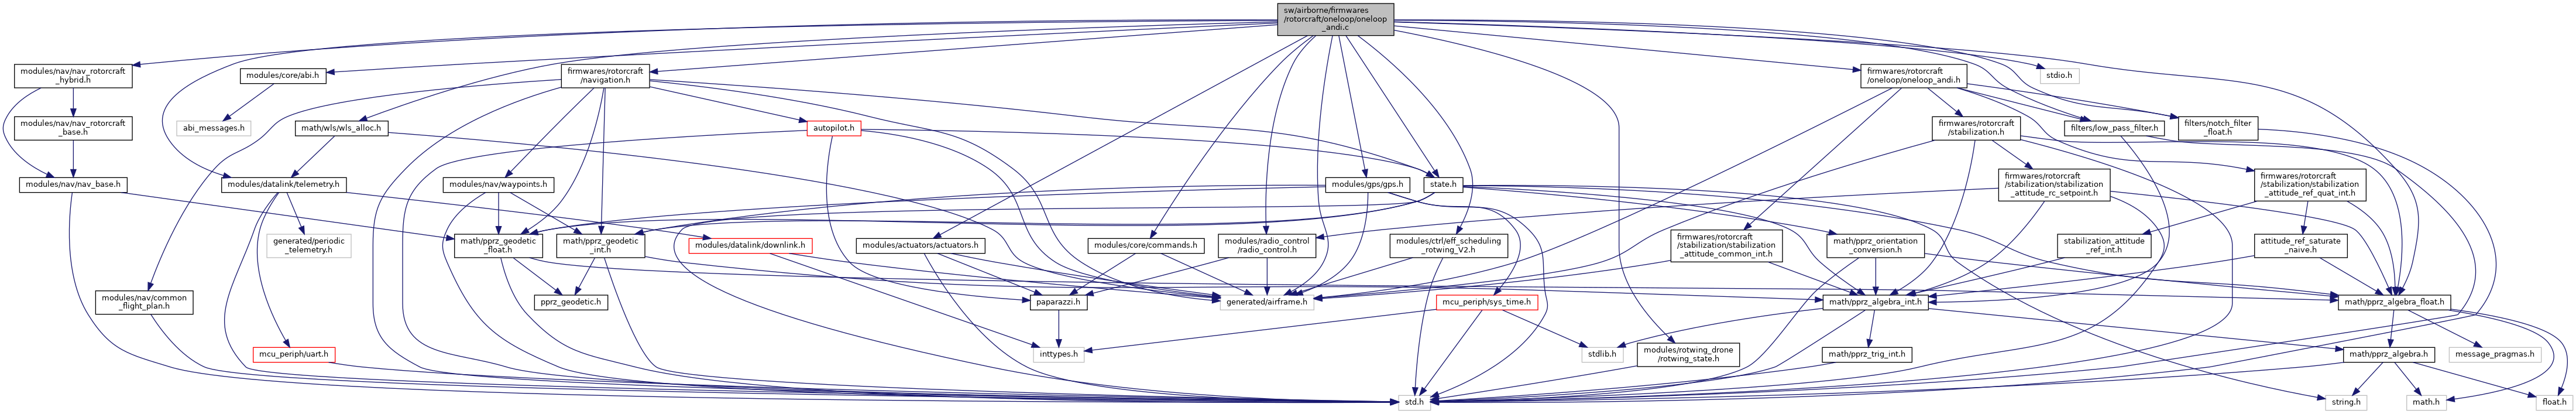 sw/airborne/firmwares
/rotorcraft/oneloop/oneloop
_andi.c
modules/nav/nav_rotorcraft
_hybrid.h
modules/core/abi.h
firmwares/rotorcraft
/navigation.h
firmwares/rotorcraft
/oneloop/oneloop_andi.h
stdio.h
modules/nav/nav_rotorcraft
_base.h
abi_messages.h
math/wls/wls_alloc.h
autopilot.h
firmwares/rotorcraft
/stabilization.h
filters/low_pass_filter.h
filters/notch_filter
_float.h
modules/nav/nav_base.h
modules/datalink/telemetry.h
modules/nav/waypoints.h
modules/gps/gps.h
state.h
firmwares/rotorcraft
/stabilization/stabilization
_attitude_rc_setpoint.h
firmwares/rotorcraft
/stabilization/stabilization
_attitude_ref_quat_int.h
generated/periodic
_telemetry.h
math/pprz_geodetic
_float.h
math/pprz_geodetic
_int.h
modules/datalink/downlink.h
modules/actuators/actuators.h
modules/core/commands.h
modules/radio_control
/radio_control.h
modules/ctrl/eff_scheduling
_rotwing_V2.h
firmwares/rotorcraft
/stabilization/stabilization
_attitude_common_int.h
math/pprz_orientation
_conversion.h
stabilization_attitude
_ref_int.h
attitude_ref_saturate
_naive.h
modules/nav/common
_flight_plan.h
pprz_geodetic.h
paparazzi.h
generated/airframe.h
mcu_periph/sys_time.h
math/pprz_algebra_int.h
math/pprz_algebra_float.h
mcu_periph/uart.h
inttypes.h
stdlib.h
modules/rotwing_drone
/rotwing_state.h
math/pprz_trig_int.h
math/pprz_algebra.h
message_pragmas.h
std.h
string.h
math.h
float.h